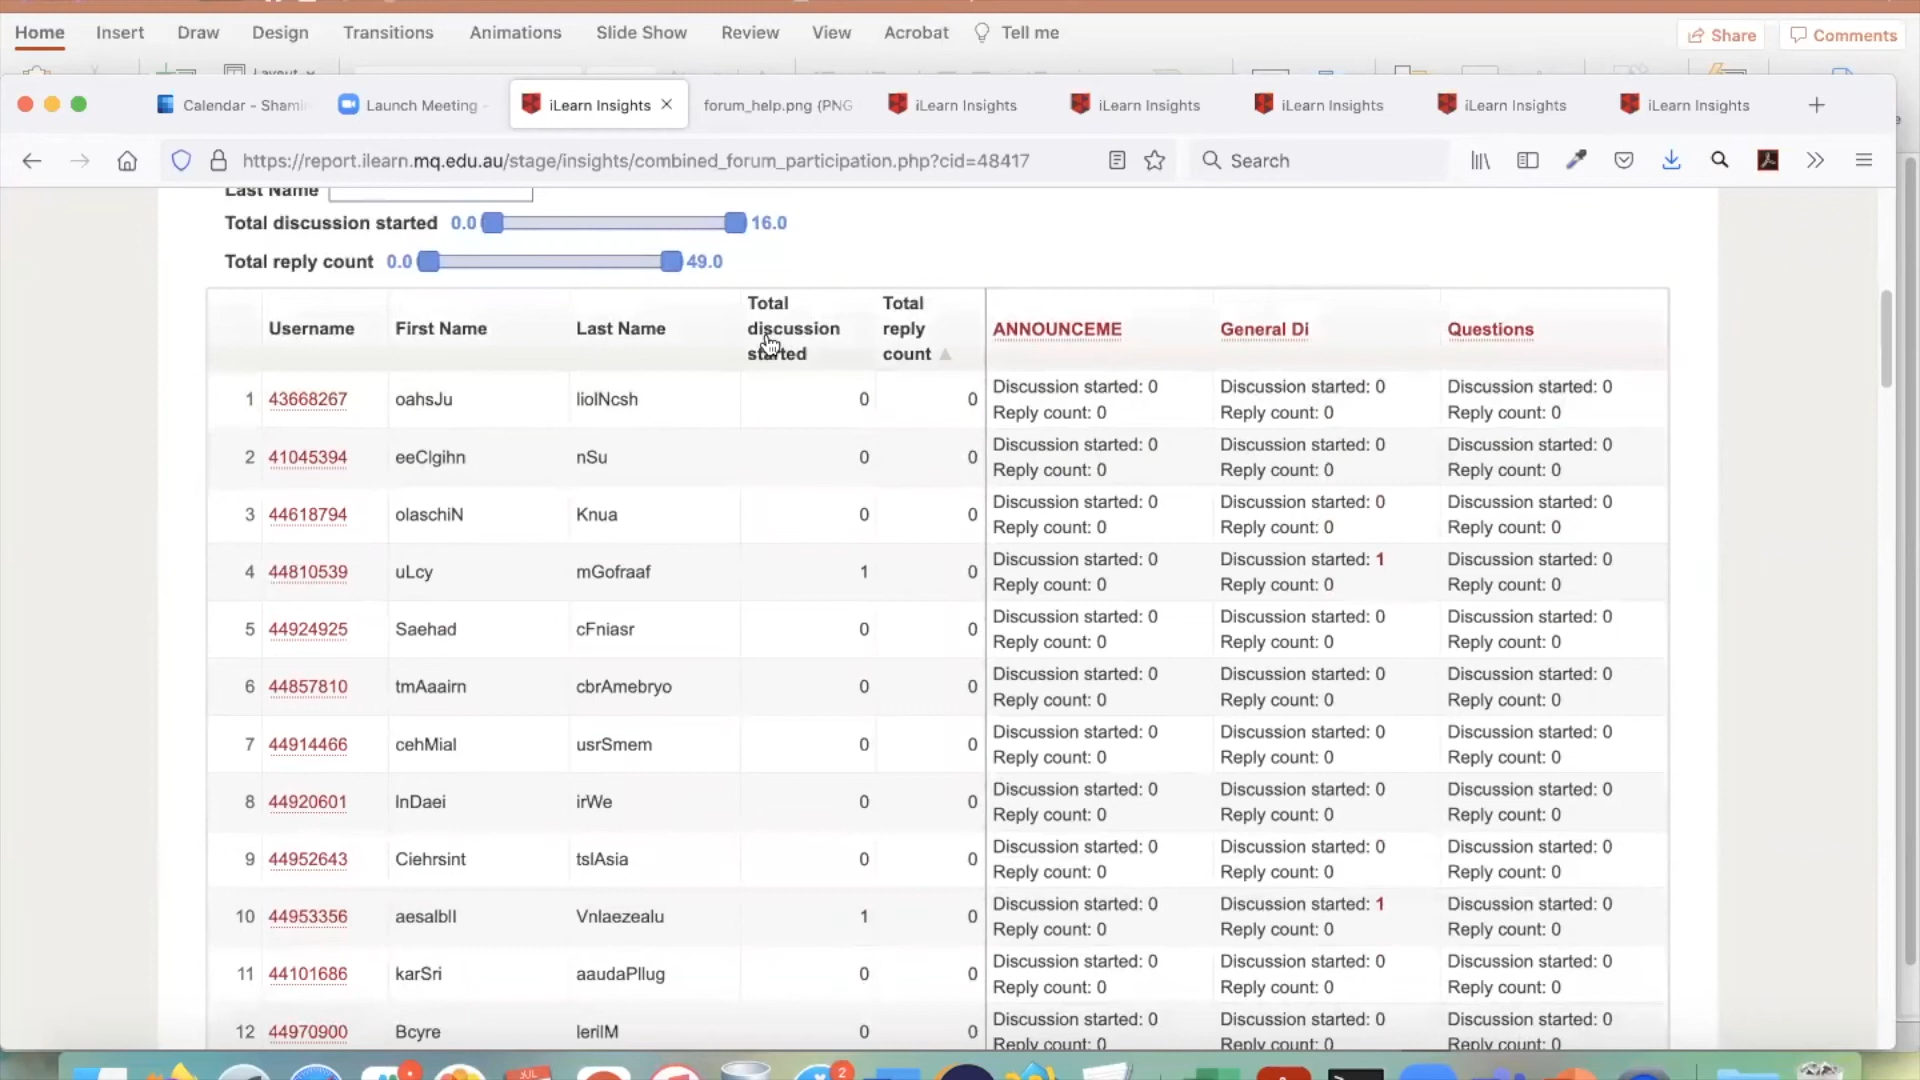 Home Insert Draw Design Transitions Animations Slide Show Review View Acrobat Tell me Share Comments
Calendar - Shami Launch Meeting - iLearn Insights forum_help.png (PNG iLearn Insights iLearn Insights iLearn Insights iLearn Insights iLearn Insights
https://report.ilearn.mq.edu.au/stage/insights/combined_forum_participation.php?cid=48417 Search
Last Name
Total discussion started 0.0 16.0
Total reply count 0.0 49.0
Username First Name Last Name Total discussion started Total reply count ANNOUNCEME General Di Questions
1 43668267 oahsJu liolNcsh 0 0 Discussion started: 0 Discussion started: 0 Discussion started: 0
Reply count: 0 Reply count: 0 Reply count: 0
2 41045394 eeClgihn nSu 0 0 Discussion started: 0 Discussion started: 0 Discussion started: 0
Reply count: 0 Reply count: 0 Reply count: 0
3 44618794 olaschiN Knua 0 0 Discussion started: 0 Discussion started: 0 Discussion started: 0
Reply count: 0 Reply count: 0 Reply count: 0
4 44810539 uLcy mGofraaf 1 0 Discussion started: 0 Discussion started: 1 Discussion started: 0
Reply count: 0 Reply count: 0 Reply count: 0
5 44924925 Saehad cFniasr 0 0 Discussion started: 0 Discussion started: 0 Discussion started: 0
Reply count: 0 Reply count: 0 Reply count: 0
6 44857810 tmAaairn cbrAmebryo 0 0 Discussion started: 0 Discussion started: 0 Discussion started: 0
Reply count: 0 Reply count: 0 Reply count: 0
7 44914466 cehMial usrSmem 0 0 Discussion started: 0 Discussion started: 0 Discussion started: 0
Reply count: 0 Reply count: 0 Reply count: 0
8 44920601 lnDaei irWe 0 0 Discussion started: 0 Discussion started: 0 Discussion started: 0
Reply count: 0 Reply count: 0 Reply count: 0
9 44952643 Ciehrsint tslAsia 0 0 Discussion started: 0 Discussion started: 0 Discussion started: 0
Reply count: 0 Reply count: 0 Reply count: 0
10 44953356 aesalbll Vnlaezealu 1 0 Discussion started: 0 Discussion started: 1 Discussion started: 0
Reply count: 0 Reply count: 0 Reply count: 0
11 44101686 karSri aaudaPllug 0 0 Discussion started: 0 Discussion started: 0 Discussion started: 0
Reply count: 0 Reply count: 0 Reply count: 0
12 44970900 Bcyre lerilM 0 0 Discussion started: 0 Discussion started: 0 Discussion started: 0
Reply count: 0 Reply count: 0 Reply count: 0
JUL 2